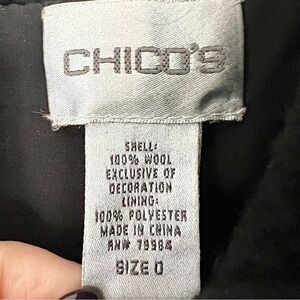 CHICO'S
SHELL:
100% WOOL
EXCLUSIVE OF
DECORATION
LINING:
100% POLYESTER
MADE IN CHINA
RN# 79984
SIZE 0